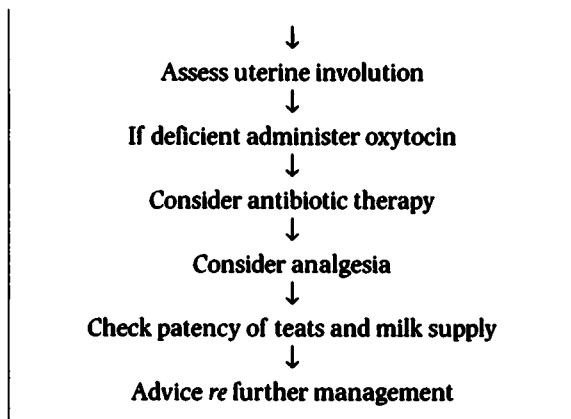 ↓
Assess uterine involution
↓
If deficient administer oxytocin
↓
Consider antibiotic therapy
↓
Consider analgesia
↓
Check patency of teats and milk supply
↓
Advice re further management